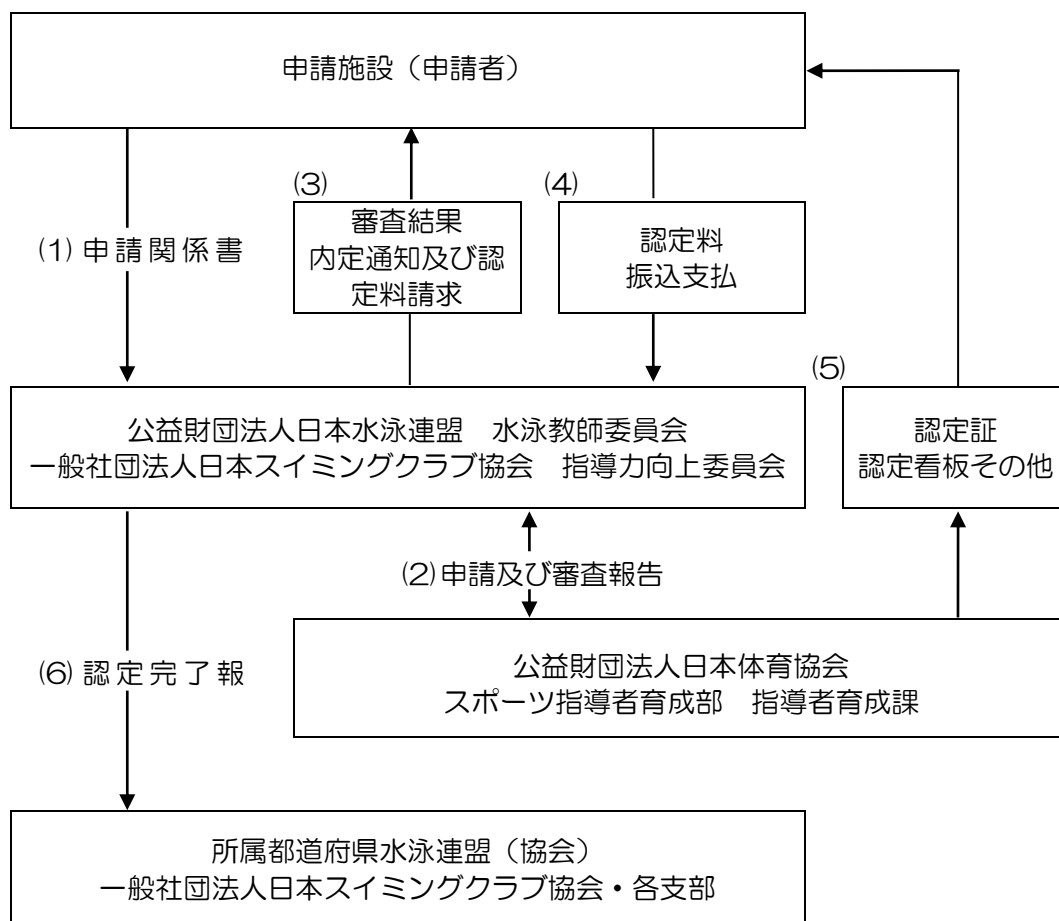 申請施設（申請者）
(3)
(4)
審査結果
内定通知及び認
定料請求
認定料
振込支払
(1) 申請関係書
(5)
公益財団法人日本水泳連盟　水泳教師委員会
一般社団法人日本スイミングクラブ協会　指導力向上委員会
認定証
認定看板その他
(2) 申請及び審査報告
公益財団法人日本体育協会
スポーツ指導者育成部　指導者育成課
(6) 認定完了報
所属都道府県水泳連盟（協会）
一般社団法人日本スイミングクラブ協会・各支部